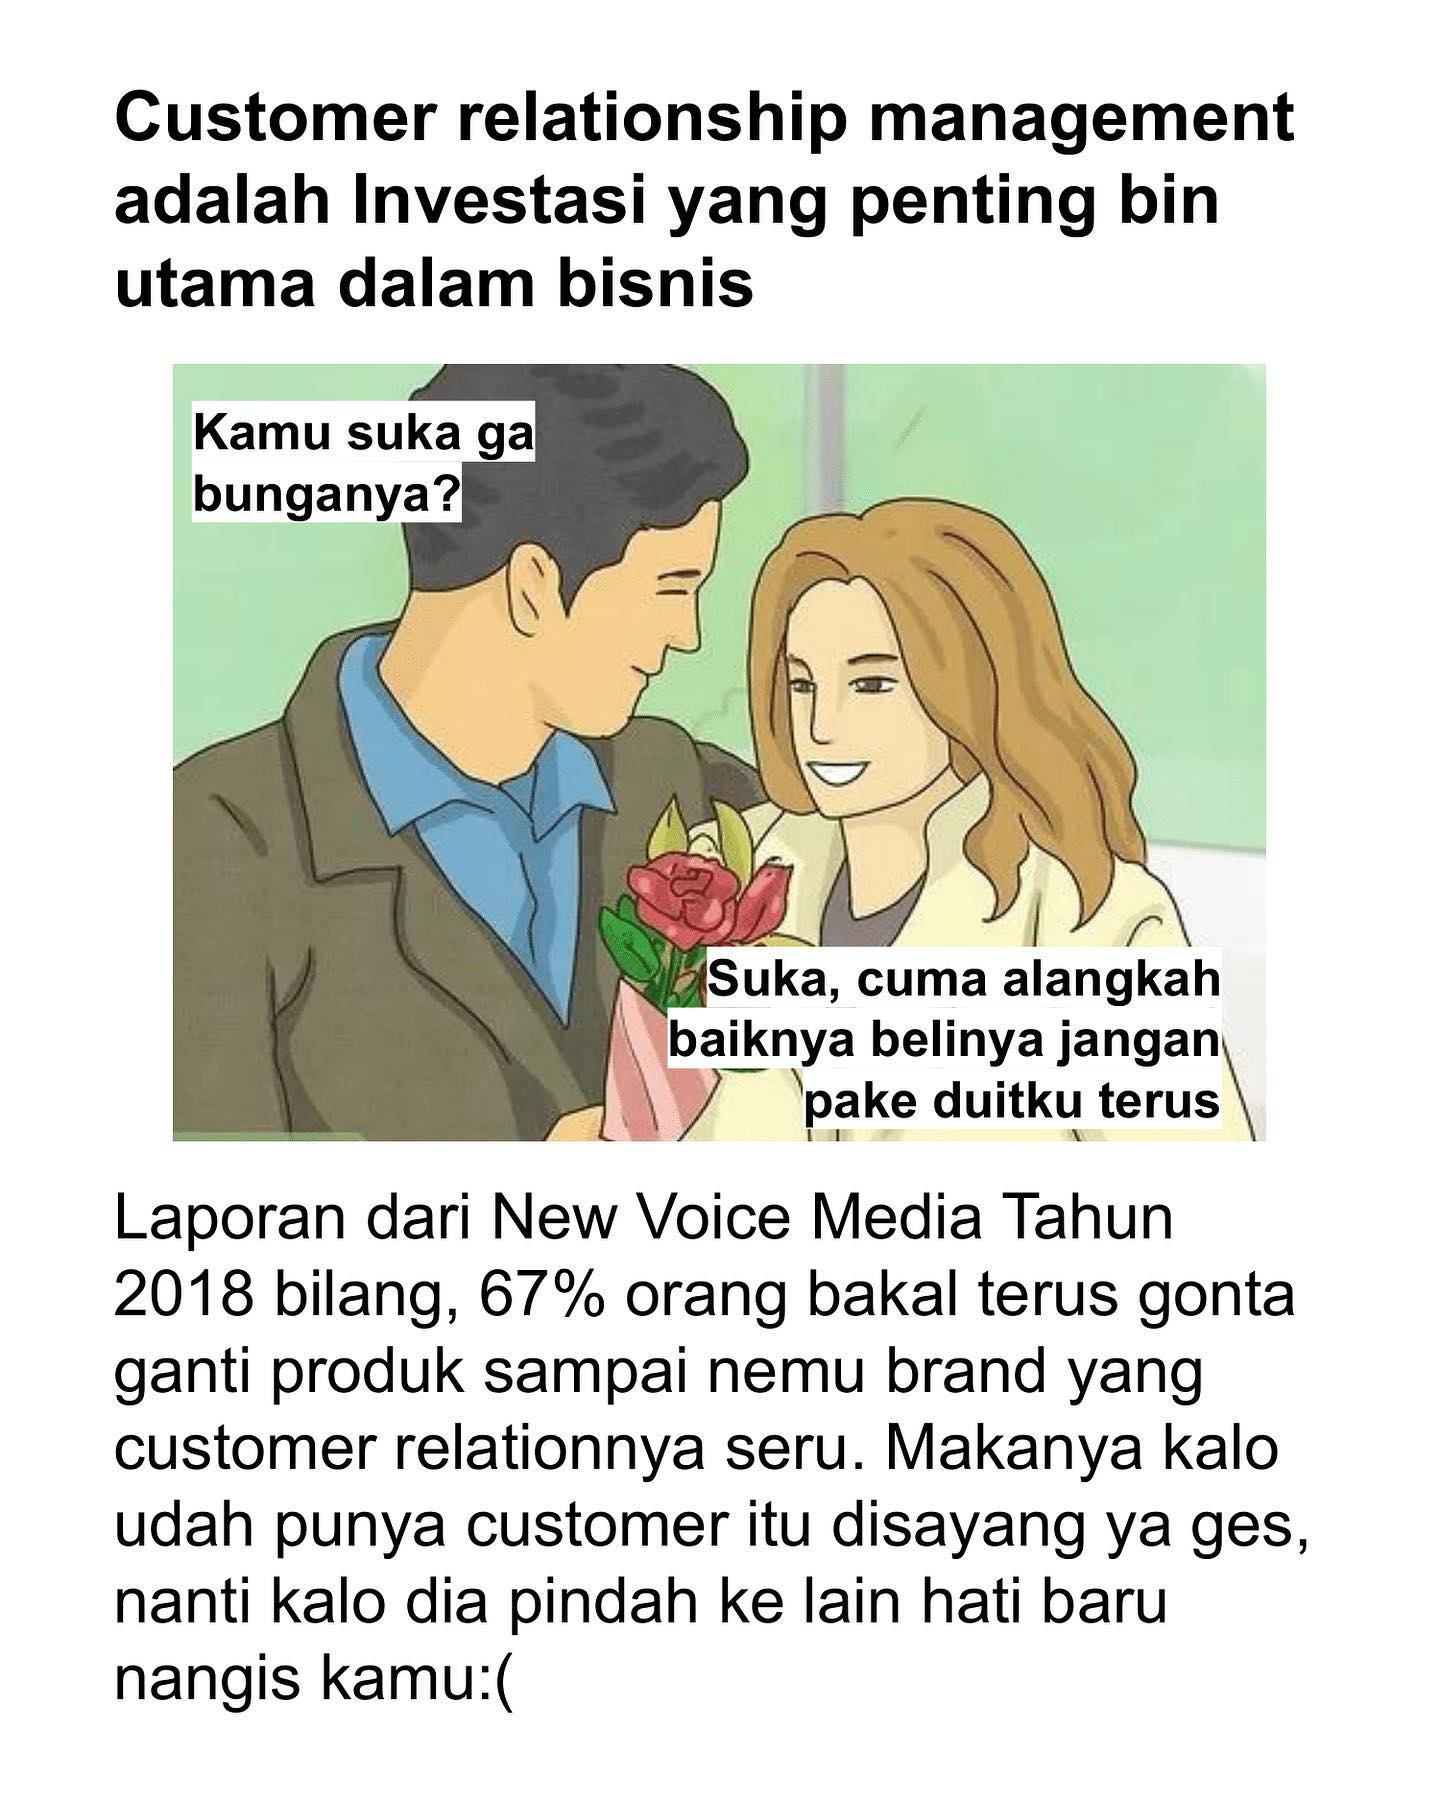 Customer relationship management
adalah Investasi yang penting bin
utama dalam bisnis
Kamu suka ga
bunganya?
Suka, cuma alangkah
baiknya belinya jangan
pake duitku terus
Laporan dari New Voice Media Tahun
2018 bilang, 67% orang bakal terus gonta
ganti produk sampai nemu brand yang
customer relationnya seru. Makanya kalo
udah punya customer itu disayang ya ges,
nanti kalo dia pindah ke lain hati baru
nangis kamu:(